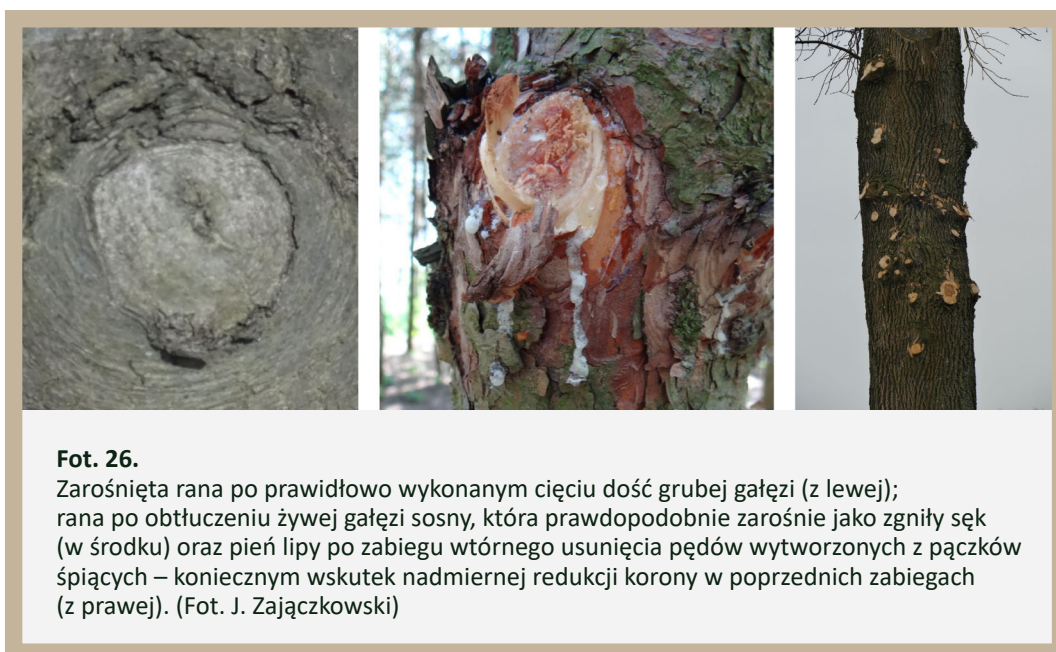 Fot. 26.
Zarośnięta rana po prawidłowo wykonanym cięciu dość grubej gałęzi (z lewej);
rana po obtłuczeniu żywej gałęzi sosny, która prawdopodobnie zarośnie jako zgniły sęk
(w środku) oraz pień lipy po zabiegu wtórnego usunięcia pędów wytworzonych z pączków
śpiących – koniecznym wskutek nadmiernej redukcji korony w poprzednich zabiegach
(z prawej). (Fot. J. Zajączkowski)